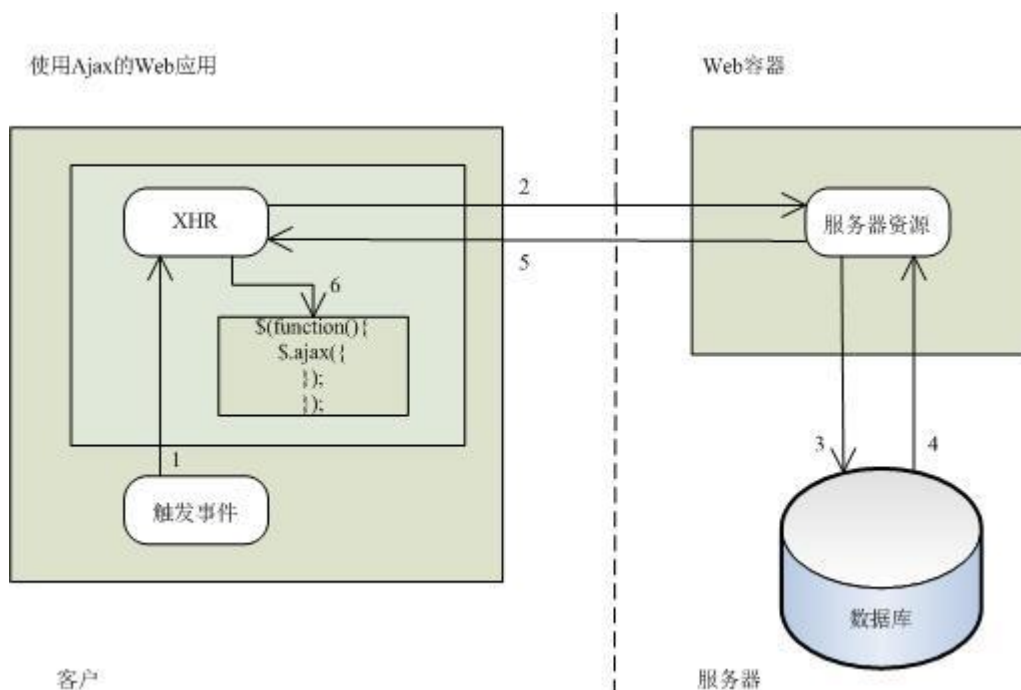 使用Ajax的Web应用
Web容器
XHR
2
服务器资源
5
6
$(function(){
$.ajax({
});
});
1
触发事件
3
4
数据库
客户
服务器